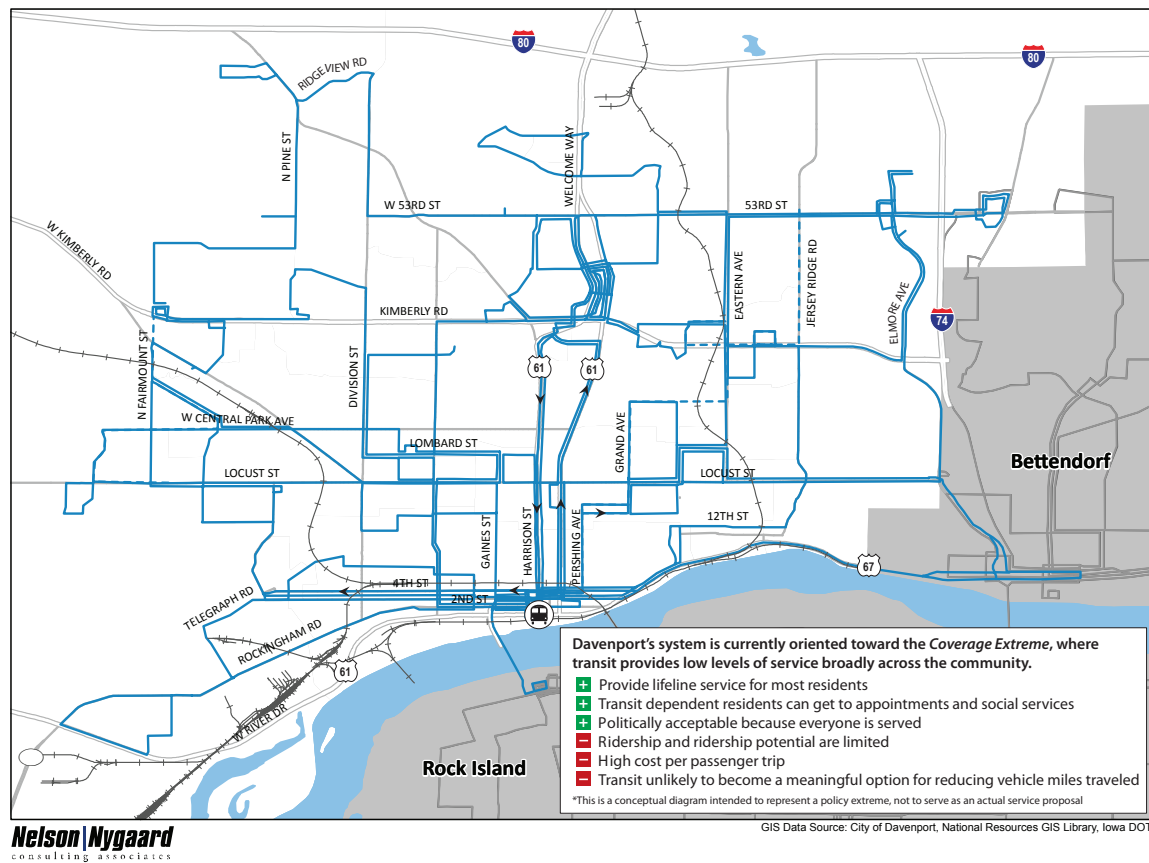 80
80
RIDGEVIEW RD
N PINE ST
WELCOME WAY
W 53RD ST
53RD ST
W KIMBERLY RD
EASTERN AVE
JERSEY RIDGE RD
ELMORE AVE
KIMBERLY RD
74
N FAIRMOUNT ST
DIVISION ST
61
61
W CENTRAL PARK AVE
GRAND AVE
LOMBARD ST
LOCUST ST
LOCUST ST
Bettendorf
GAINES ST
HARRISON ST
PERSHING AVE
12TH ST
67
4TH ST
2ND ST
TELEGRAPH RD
ROCKINGHAM RD
61
W RIVER DR
Rock Island
Davenport's system is currently oriented toward the Coverage Extreme, where
transit provides low levels of service broadly across the community.
+ Provide lifeline service for most residents
+ Transit dependent residents can get to appointments and social services
+ Politically acceptable because everyone is served
− Ridership and ridership potential are limited
− High cost per passenger trip
− Transit unlikely to become a meaningful option for reducing vehicle miles traveled
*This is a conceptual diagram intended to represent a policy extreme, not to serve as an actual service proposal
GIS Data Source: City of Davenport, National Resources GIS Library, Iowa DOT
Nelson|Nygaard
consulting associates